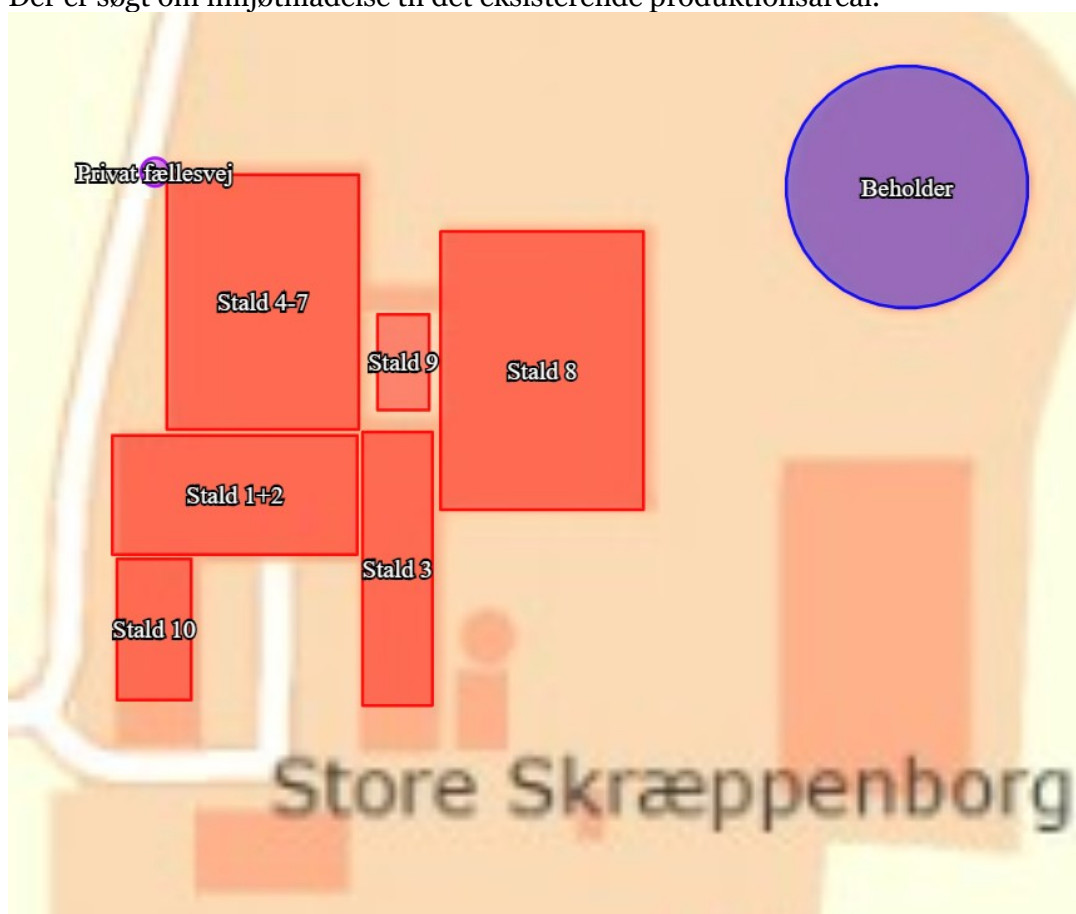 Der er søgt om miljøtilladelse til det eksisterende produktionsareal.
Privat fællesvej
Beholder
Stald 4-7
Stald 9
Stald 8
Stald 1+2
Stald 3
Stald 10
Store Skræppenborg